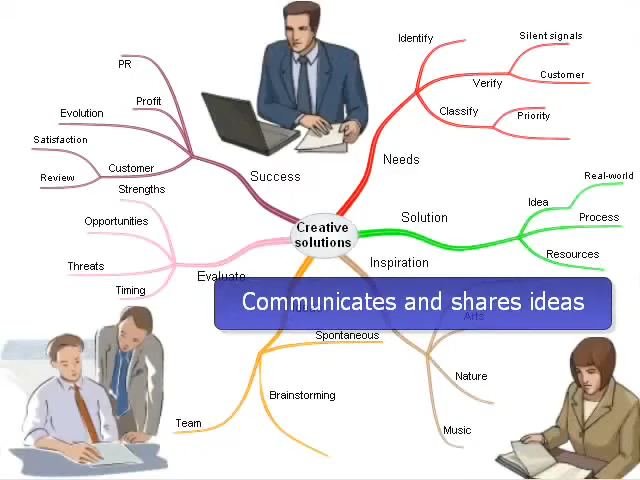 Identify
Silent signals
PR
Verify
Customer
Profit
Evolution
Classify
Priority
Satisfaction
Needs
Customer
Review
Success
Real-world
Strengths
Idea
Opportunities
Solution
Process
Creative
solutions
Resources
Threats
Inspiration
Evaluate
Timing
Communicates and shares ideas
Arts
Spontaneous
Nature
Brainstorming
Team
Music